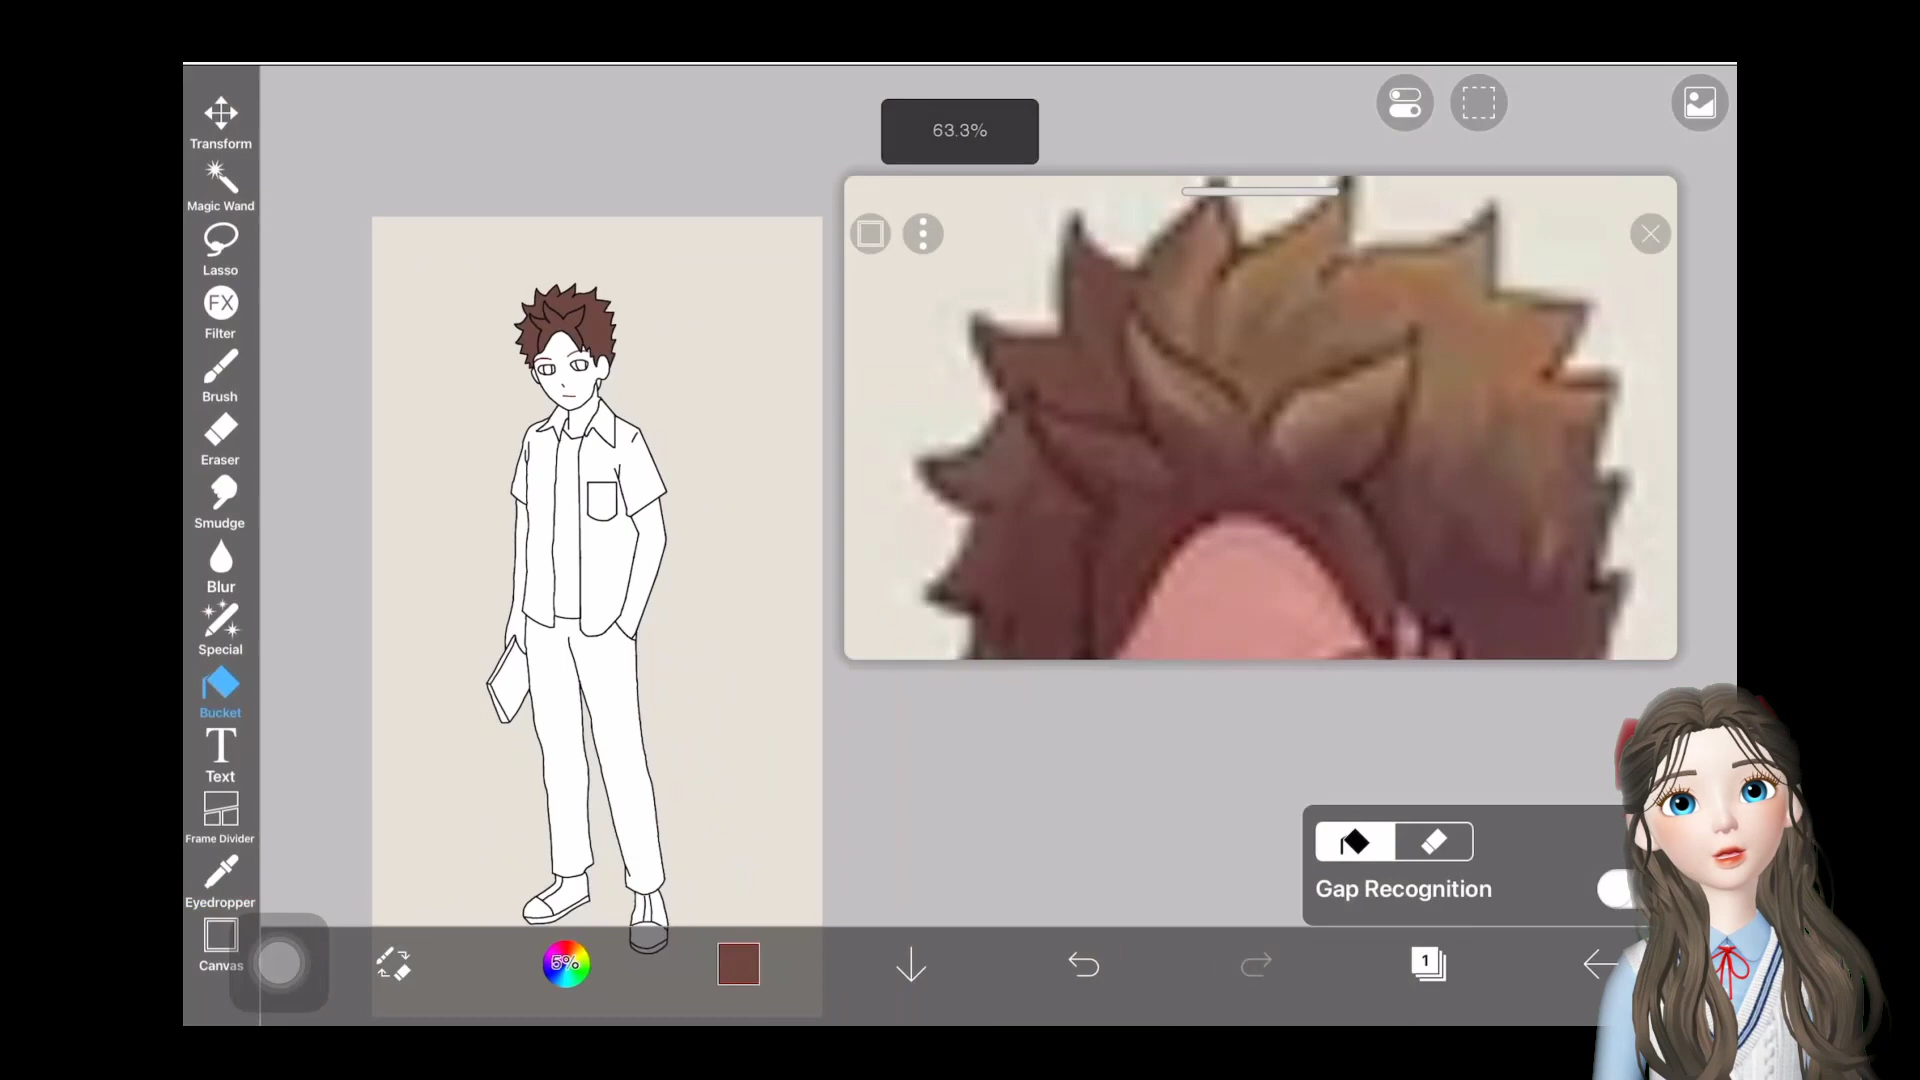 63.3%
Transform
Magic Wand
Lasso
FX
Filter
Brush
Eraser
Smudge
Blur
Special
Bucket
T
Text
Frame Divider
Eyedropper
Canvas
Gap Recognition
5%
1